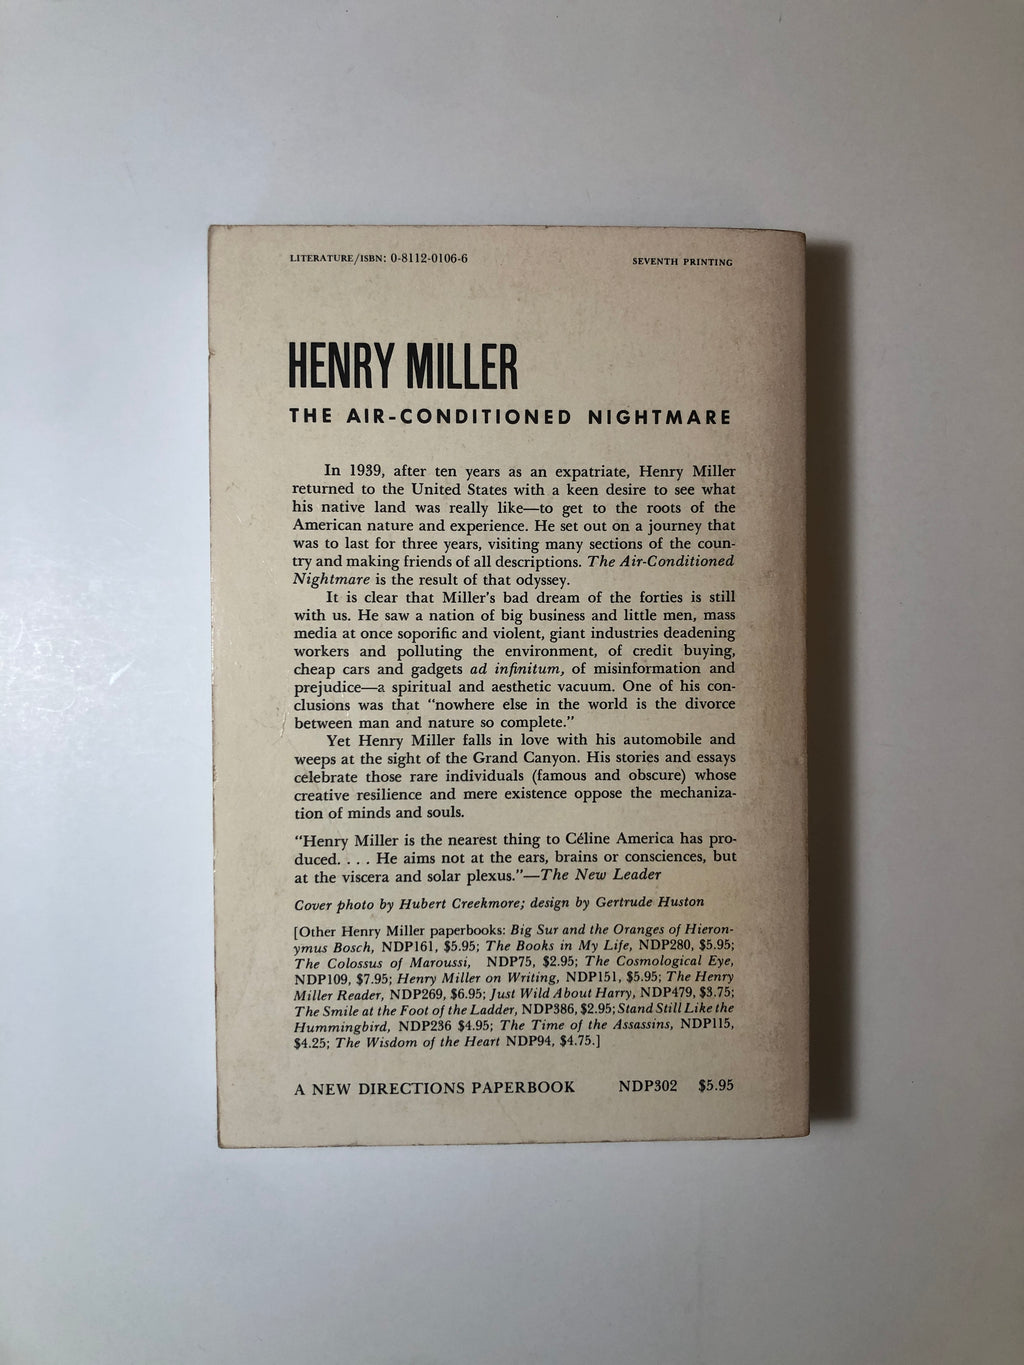 LITERATURE/ISBN: 0-8112-0106-6
SEVENTH PRINTING
HENRY MILLER
THE AIR-CONDITIONED NIGHTMARE
In 1939, after ten years as an expatriate, Henry Miller
returned to the United States with a keen desire to see what
his native land was really like—to get to the roots of the
American nature and experience. He set out on a journey that
was to last for three years, visiting many sections of the coun-
try and making friends of all descriptions. The Air-Conditioned
Nightmare is the result of that odyssey.
It is clear that Miller's bad dream of the forties is still
with us. He saw a nation of big business and little men, mass
media at once soporific and violent, giant industries deadening
workers and polluting the environment, of credit buying,
cheap cars and gadgets ad infinitum, of misinformation and
prejudice—a spiritual and aesthetic vacuum. One of his con-
clusions was that "nowhere else in the world is the divorce
between man and nature so complete."
Yet Henry Miller falls in love with his automobile and
weeps at the sight of the Grand Canyon. His stories and essays
celebrate those rare individuals (famous and obscure) whose
creative resilience and mere existence oppose the mechaniza-
tion of minds and souls.
"Henry Miller is the nearest thing to Céline America has pro-
duced. . . . He aims not at the ears, brains or consciences, but
at the viscera and solar plexus."—The New Leader
Cover photo by Hubert Creekmore; design by Gertrude Huston
[Other Henry Miller paperbooks: Big Sur and the Oranges of Hieron-
ymus Bosch, NDP161, $5.95; The Books in My Life, NDP280, $5.95;
The Colossus of Maroussi, NDP75, $2.95; The Cosmological Eye,
NDP109, $7.95; Henry Miller on Writing, NDP151, $5.95; The Henry
Miller Reader, NDP269, $6.95; Just Wild About Harry, NDP479, $3.75;
The Smile at the Foot of the Ladder, NDP386, $2.95; Stand Still Like the
Hummingbird, NDP236 $4.95; The Time of the Assassins, NDP115,
$4.25; The Wisdom of the Heart NDP94, $4.75.]
A NEW DIRECTIONS PAPERBOOK NDP302 $5.95